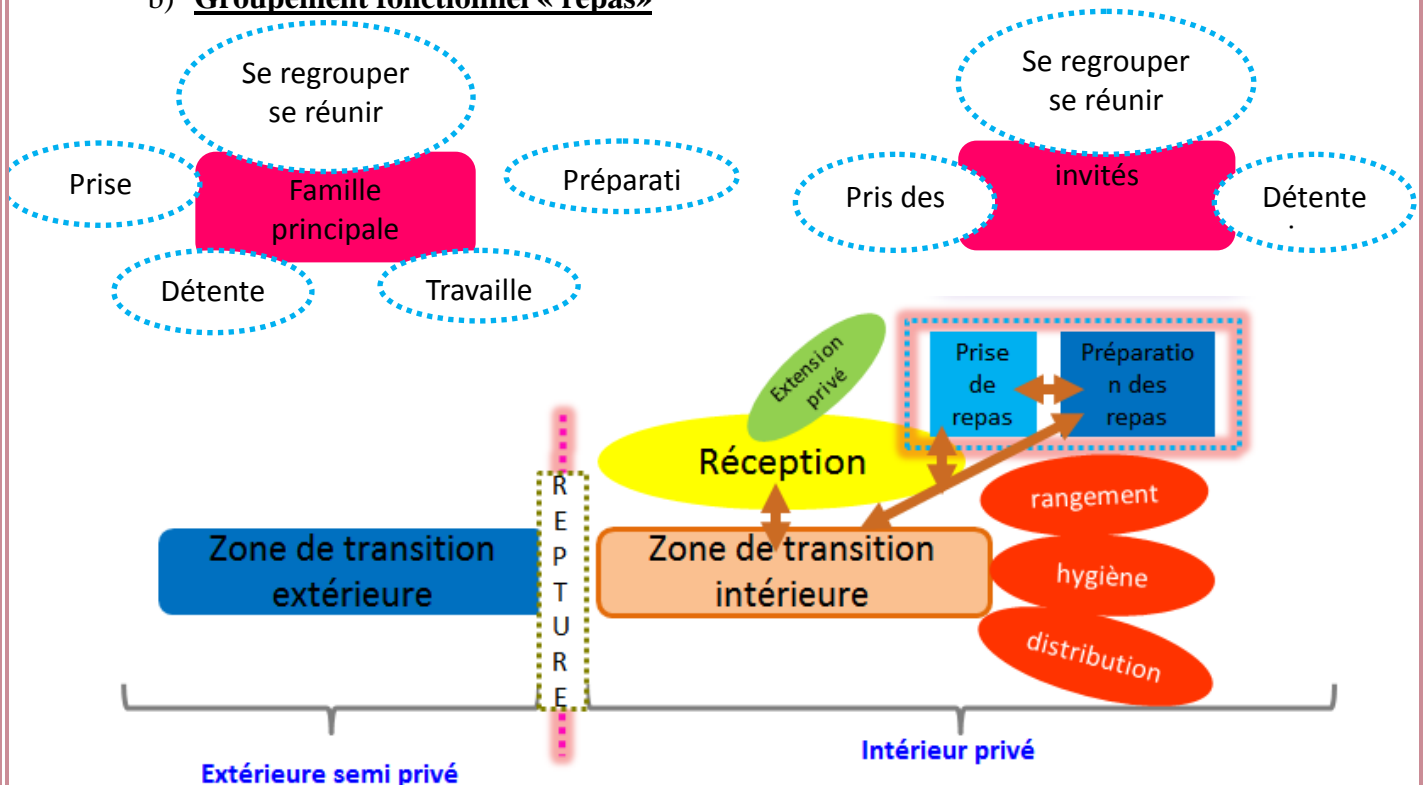 b) Groupement fonctionnel « repas»
Se regrouper
se réunir
Se regrouper
se réunir
Prise
Famille
principale
Préparati
Pris des
invités
Détente
Détente
Travaille
Extension
privé
Prise
de
repas
Préparatio
n des
repas
Réception
rangement
REPTURE
Zone de transition
extérieure
Zone de transition
intérieure
hygiène
distribution
Extérieure semi privé
Intérieur privé